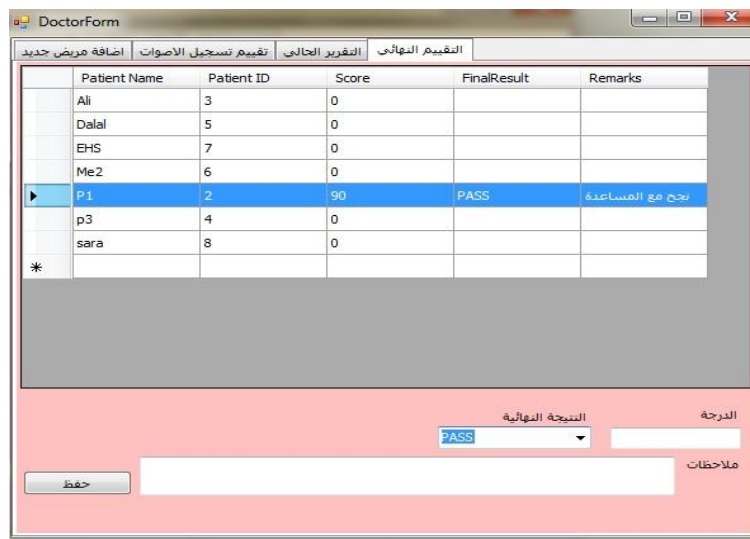 DoctorForm
اضافة مريض جديد تقييم تسجيل الاصوات التقرير الحالي التقييم النهائي
Patient Name Patient ID Score FinalResult Remarks
Ali 3 0
Dalal 5 0
EHS 7 0
Me2 6 0
P1 2 90 PASS نجح مع المساعدة
p3 4 0
sara 8 0
الدرجة النتيجة النهائية
PASS
ملاحظات
حفظ